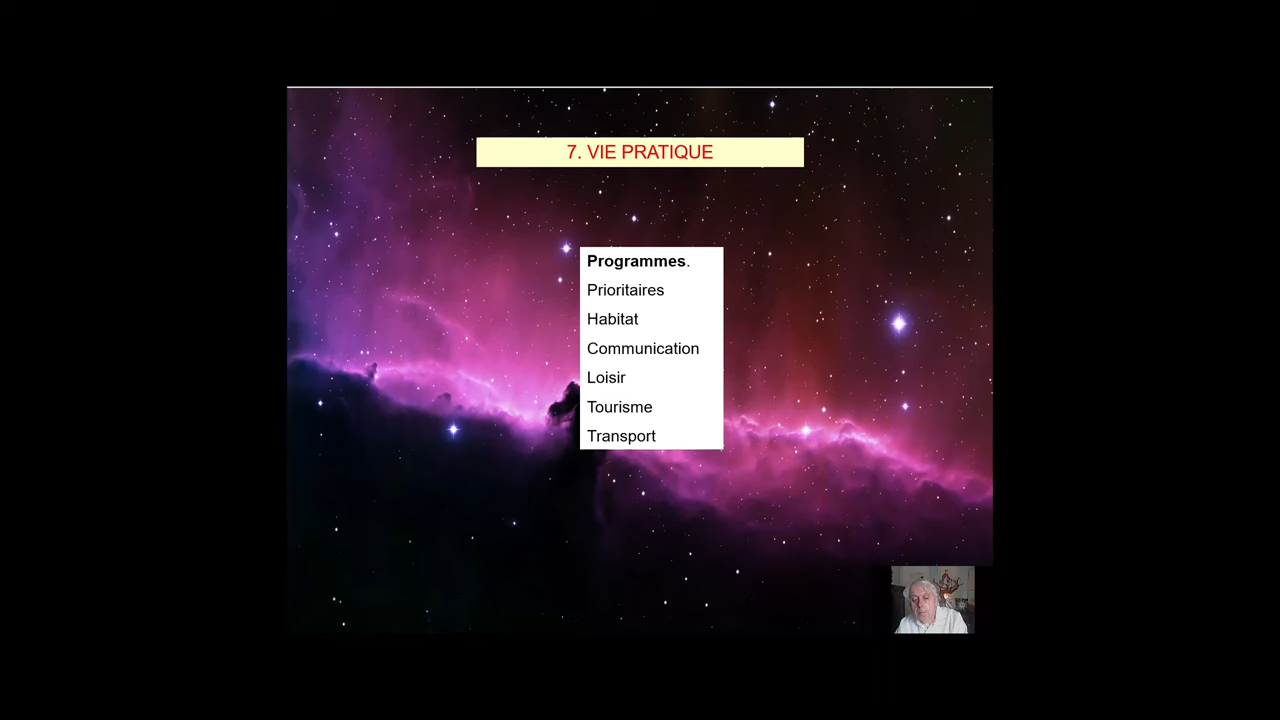 7. VIE PRATIQUE
Programmes.
Prioritaires
Habitat
Communication
Loisir
Tourisme
Transport